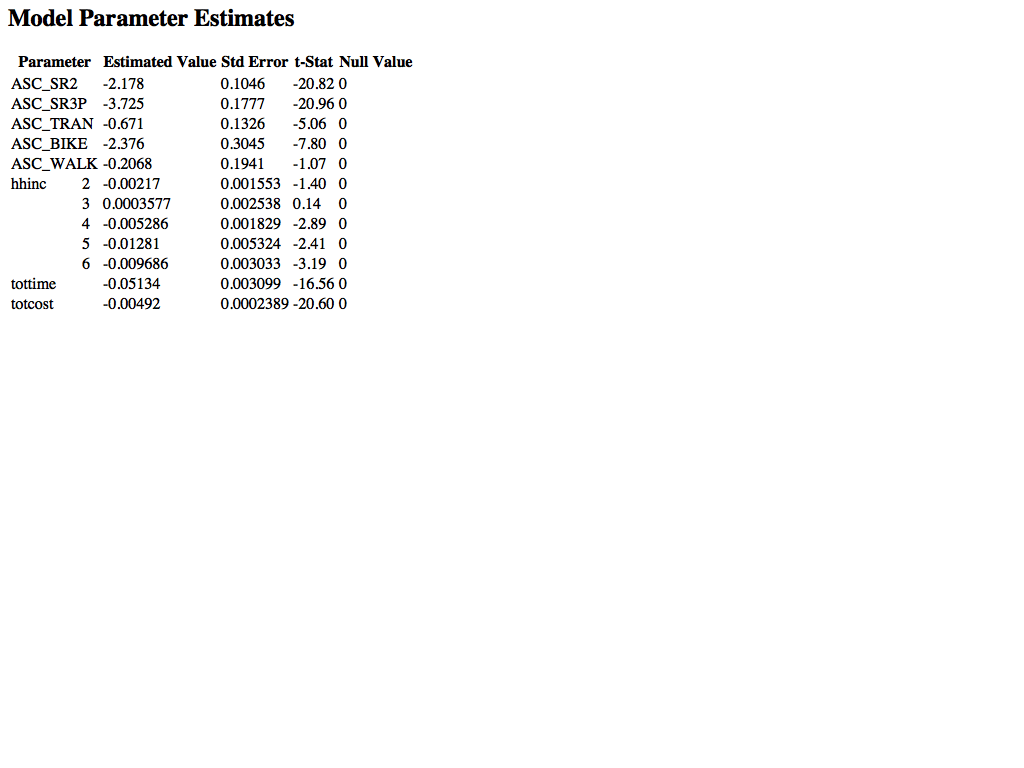 Model Parameter Estimates
Parameter Estimated Value Std Error t-Stat Null Value
ASC_SR2 -2.178 0.1046 -20.82 0
ASC_SR3P -3.725 0.1777 -20.96 0
ASC_TRAN -0.671 0.1326 -5.06 0
ASC_BIKE -2.376 0.3045 -7.80 0
ASC_WALK -0.2068 0.1941 -1.07 0
hhinc 2 -0.00217 0.001553 -1.40 0
3 0.0003577 0.002538 0.14 0
4 -0.005286 0.001829 -2.89 0
5 -0.01281 0.005324 -2.41 0
6 -0.009686 0.003033 -3.19 0
tottime -0.05134 0.003099 -16.56 0
totcost -0.00492 0.0002389 -20.60 0